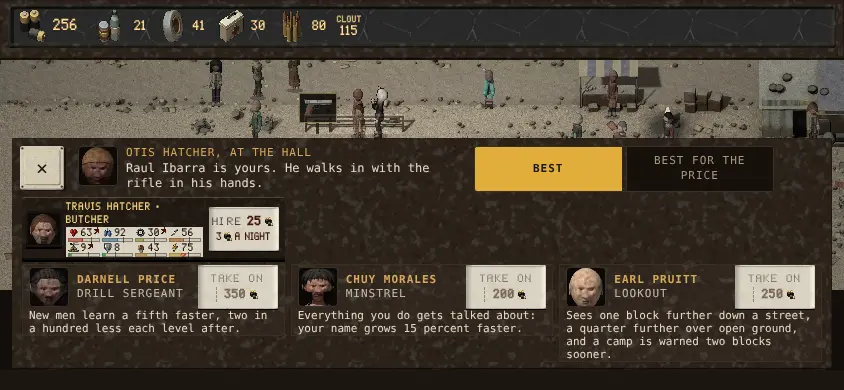 256 21 41 30 80 CLOUT 115
OTIS HATCHER, AT THE HALL
Raul Ibarra is yours. He walks in with the
rifle in his hands.
BEST
BEST FOR THE
PRICE
TRAVIS HATCHER •
BUTCHER
63 92 30 56
9 8 43 75
HIRE 25
3 A NIGHT
DARNELL PRICE
DRILL SERGEANT
TAKE ON
350
New men learn a fifth faster, two in
a hundred less each level after.
CHUY MORALES
MINSTREL
TAKE ON
200
Everything you do gets talked about:
your name grows 15 percent faster.
EARL PRUITT
LOOKOUT
TAKE ON
250
Sees one block further down a street,
a quarter further over open ground,
and a camp is warned two blocks
sooner.